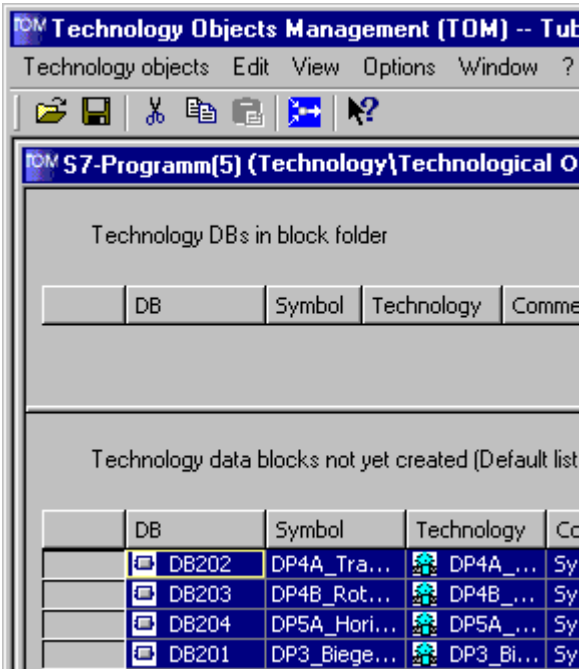 TOM Technology Objects Management (TOM) -- Tub
Technology objects Edit View Options Window ?
TOM S7-Programm(5) (Technology\Technological O
Technology DBs in block folder
DB Symbol Technology Comme
Technology data blocks not yet created (Default list
DB Symbol Technology Co
DB202 DP4A_Tra... DP4A_... Sy
DB203 DP4B_Rot... DP4B_... Sy
DB204 DP5A_Hori... DP5A_... Sy
DB201 DP3_Biege... DP3_Bi... Sy